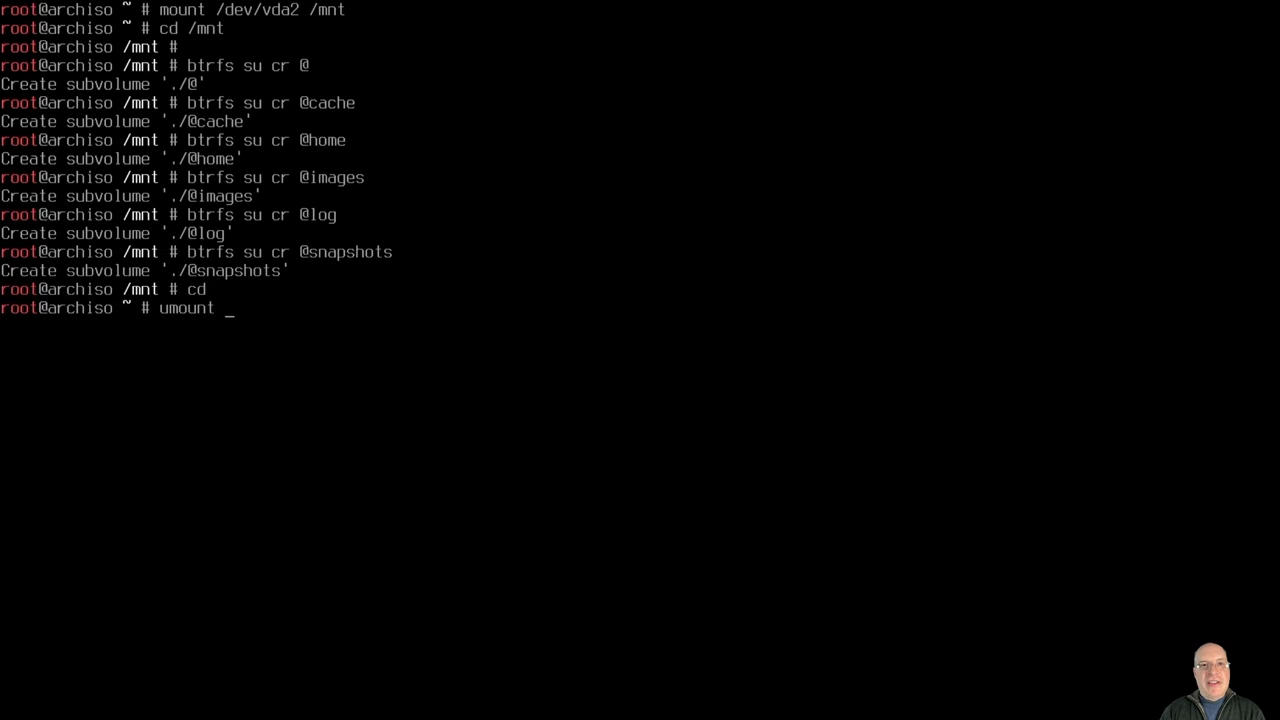 root@archiso ~ # mount /dev/vda2 /mnt
root@archiso ~ # cd /mnt
root@archiso /mnt #
root@archiso /mnt # btrfs su cr @
Create subvolume './@'
root@archiso /mnt # btrfs su cr @cache
Create subvolume './@cache'
root@archiso /mnt # btrfs su cr @home
Create subvolume './@home'
root@archiso /mnt # btrfs su cr @images
Create subvolume './@images'
root@archiso /mnt # btrfs su cr @log
Create subvolume './@log'
root@archiso /mnt # btrfs su cr @snapshots
Create subvolume './@snapshots'
root@archiso /mnt # cd
root@archiso ~ # umount _